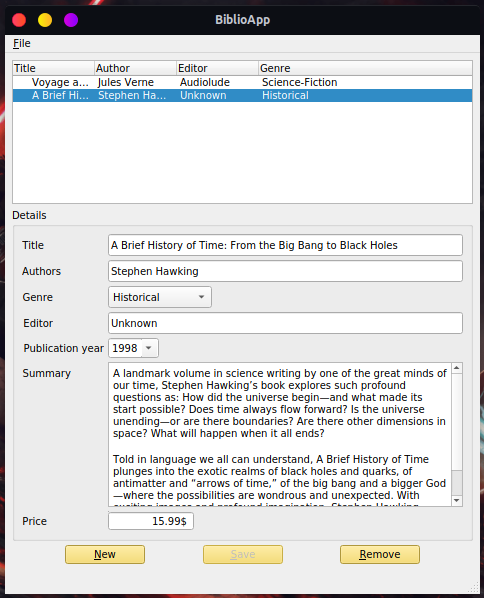 BiblioApp
File
Title Author Editor Genre
Voyage a... Jules Verne Audiolude Science-Fiction
A Brief Hi... Stephen Ha... Unknown Historical
Details
Title A Brief History of Time: From the Big Bang to Black Holes
Authors Stephen Hawking
Genre Historical
Editor Unknown
Publication year 1998
Summary
A landmark volume in science writing by one of the great minds of
our time, Stephen Hawking’s book explores such profound
questions as: How did the universe begin—and what made its
start possible? Does time always flow forward? Is the universe
unending—or are there boundaries? Are there other dimensions in
space? What will happen when it all ends?
Told in language we all can understand, A Brief History of Time
plunges into the exotic realms of black holes and quarks, of
antimatter and “arrows of time,” of the big bang and a bigger God
—where the possibilities are wondrous and unexpected. With
exciting images and profound imagination, Stephen Hawking
Price 15.99$
New Save Remove